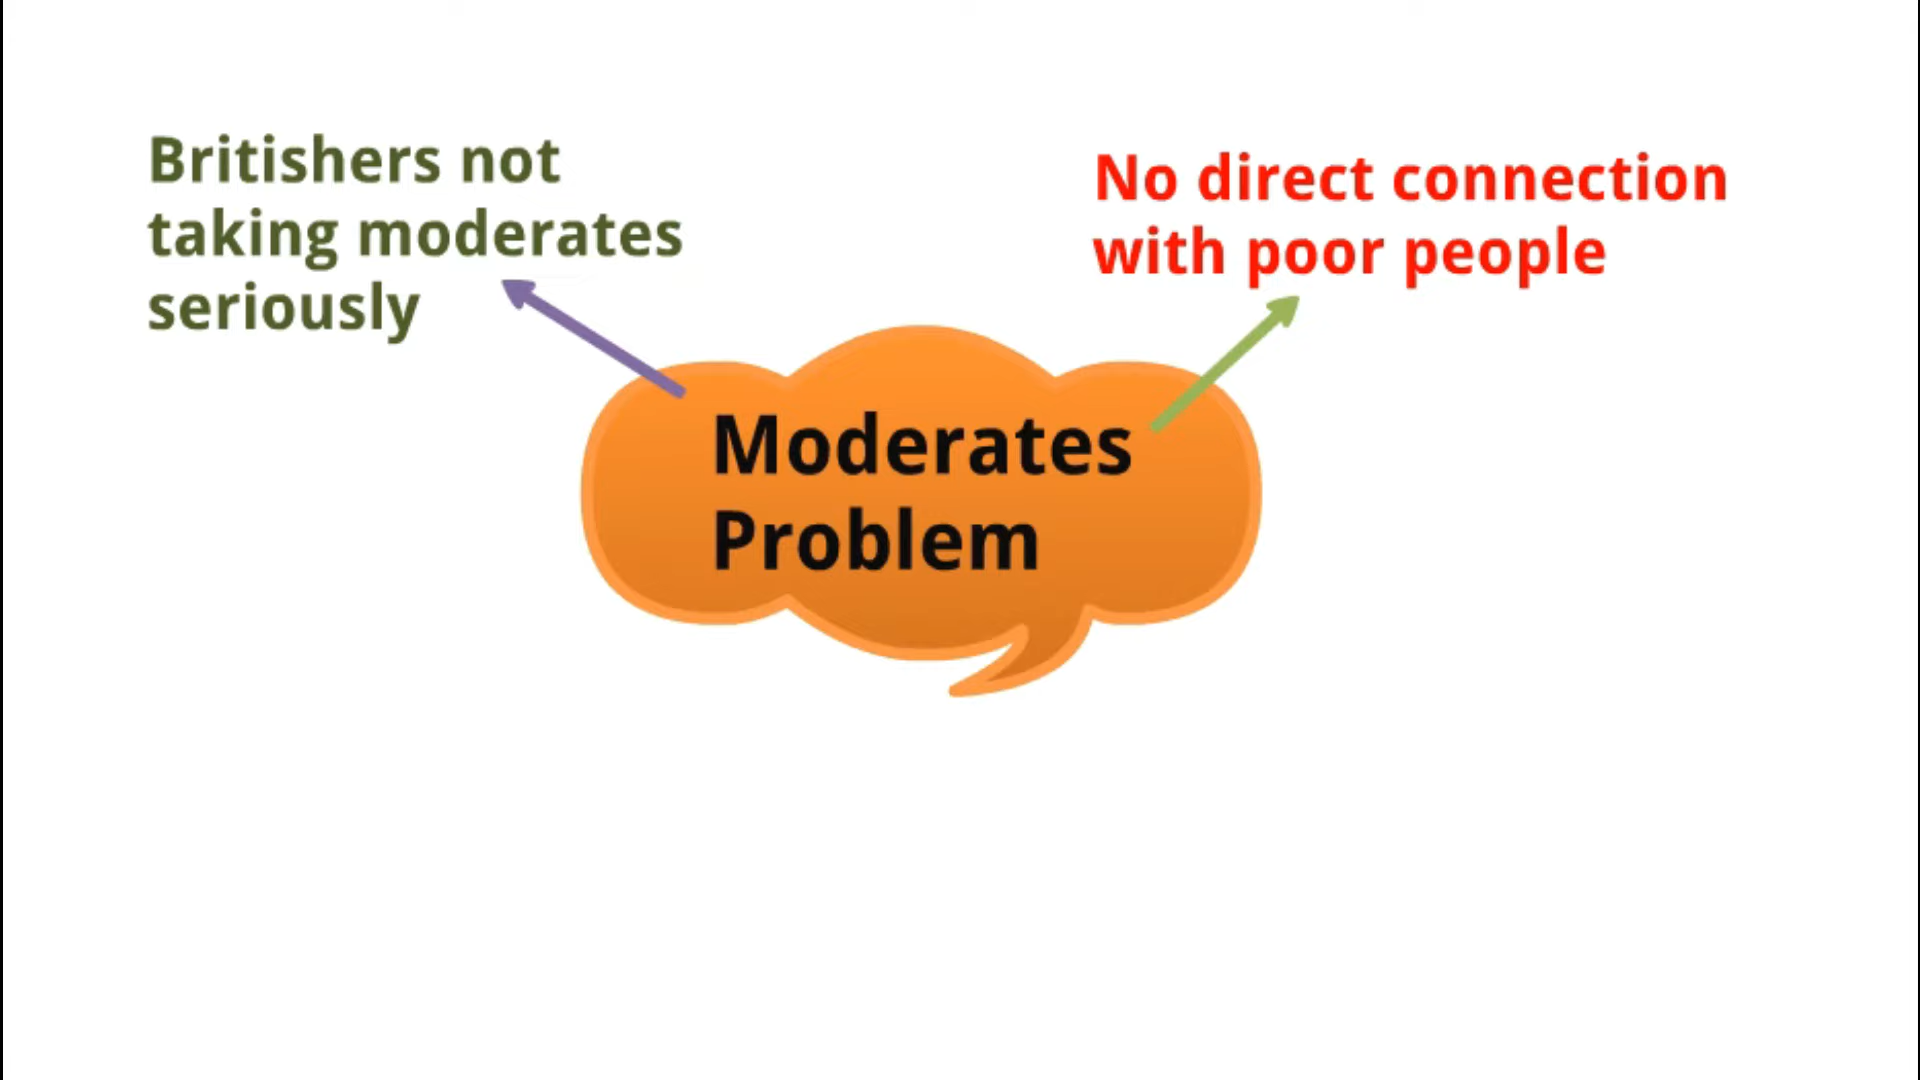 Britishers not
taking moderates
seriously
No direct connection
with poor people
Moderates
Problem